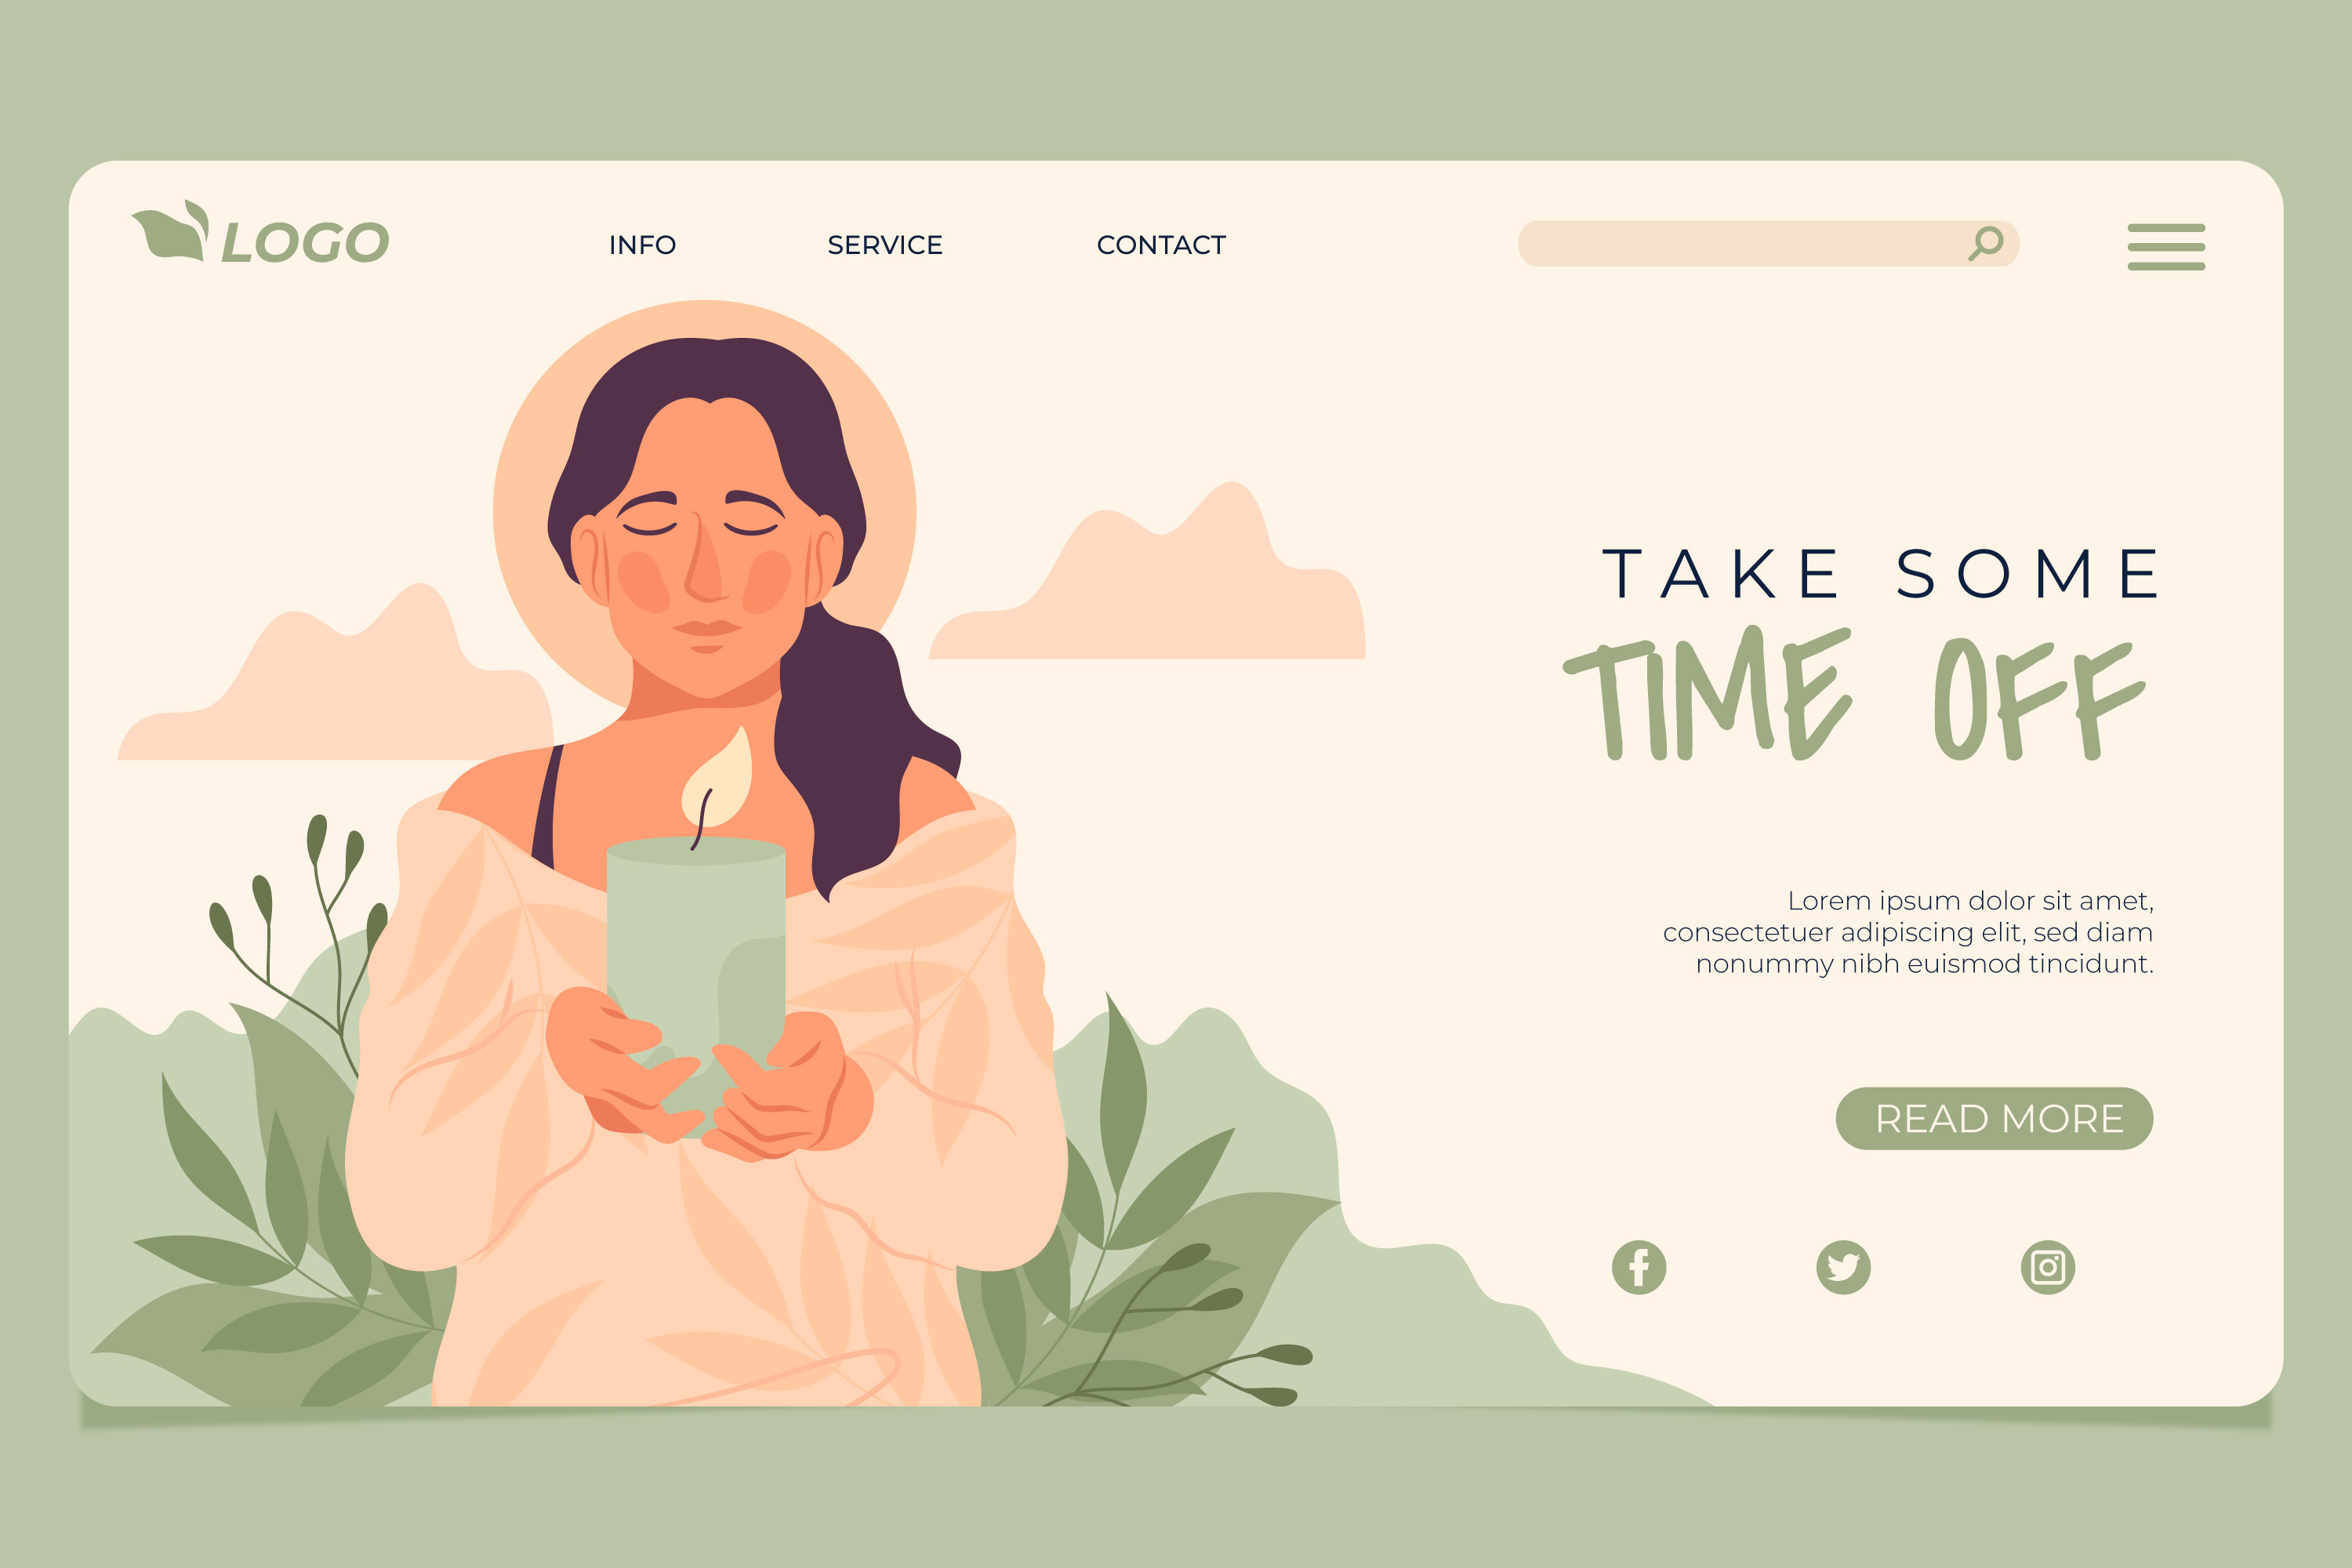 LOGO
INFO
SERVICE
CONTACT
TAKE SOME
TIME OFF
Lorem ipsum dolor sit amet,
consectetuer adipiscing elit, sed diam
nonummy nibh euismod tincidunt.
READ MORE